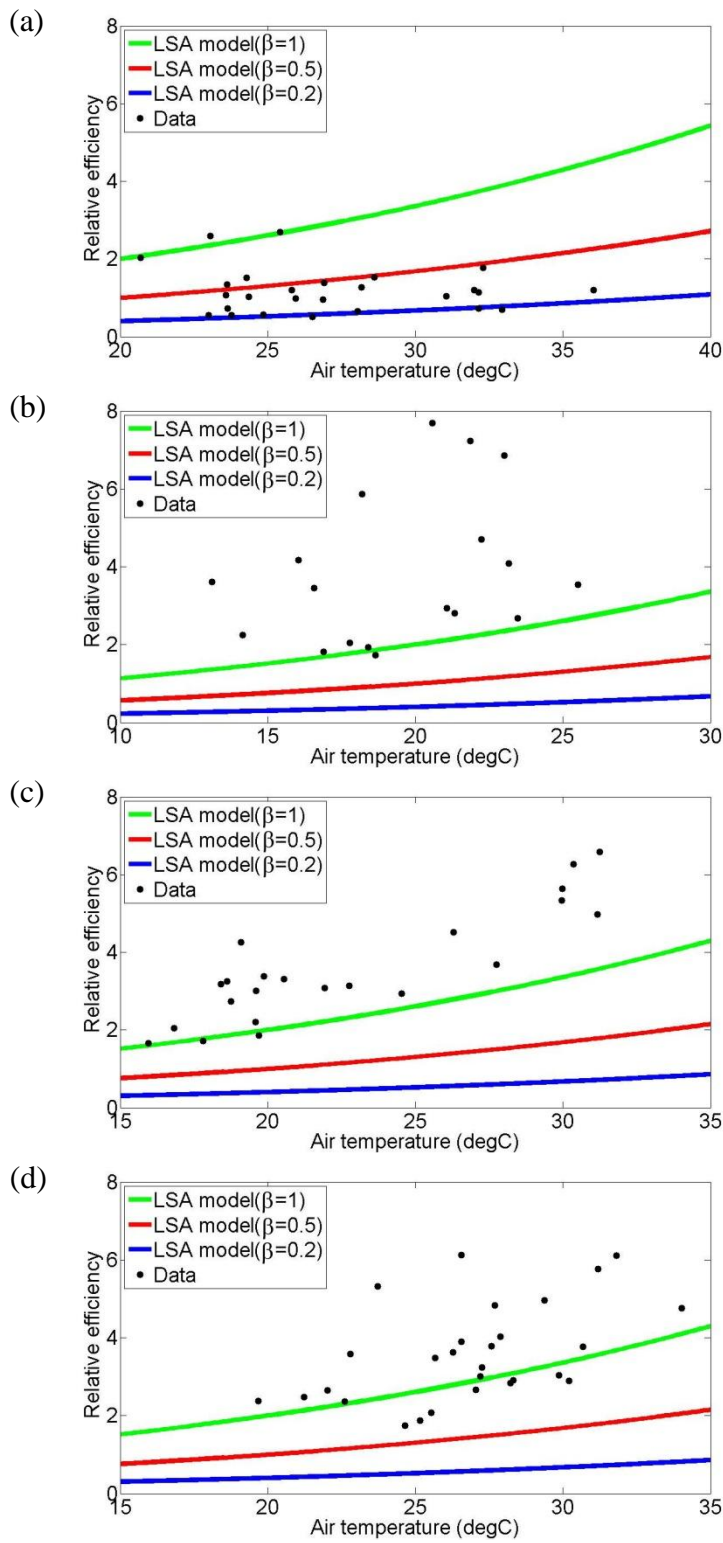 (a)
8
LSA model(β=1)
LSA model(β=0.5)
LSA model(β=0.2)
Data
6
4
2
0
Relative efficiency
20 25 30 35 40
Air temperature (degC)
(b)
8
LSA model(β=1)
LSA model(β=0.5)
LSA model(β=0.2)
Data
6
4
2
0
Relative efficiency
10 15 20 25 30
Air temperature (degC)
(c)
8
LSA model(β=1)
LSA model(β=0.5)
LSA model(β=0.2)
Data
6
4
2
0
Relative efficiency
15 20 25 30 35
Air temperature (degC)
(d)
8
LSA model(β=1)
LSA model(β=0.5)
LSA model(β=0.2)
Data
6
4
2
0
Relative efficiency
15 20 25 30 35
Air temperature (degC)